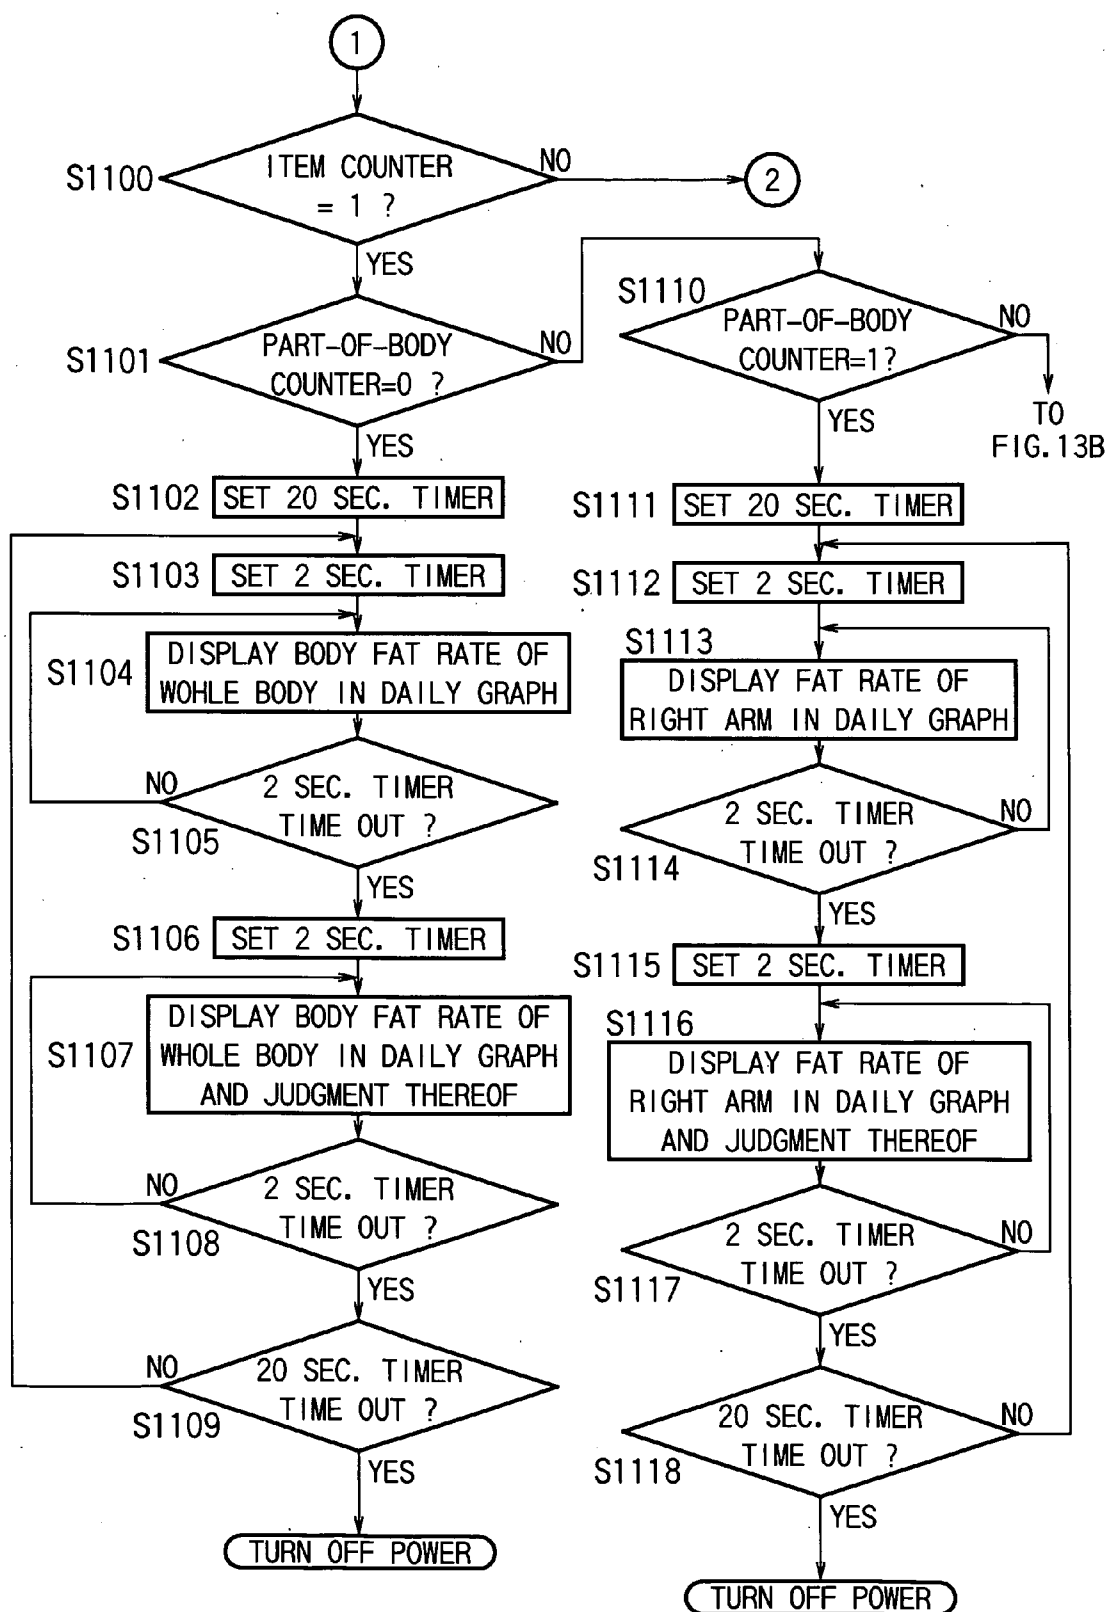 1
S1100
ITEM COUNTER
= 1 ?
NO
2
YES
S1101
PART-OF-BODY
COUNTER=0 ?
NO
YES
S1102
SET 20 SEC. TIMER
S1103
SET 2 SEC. TIMER
S1104
DISPLAY BODY FAT RATE OF
WOHLE BODY IN DAILY GRAPH
NO
2 SEC. TIMER
TIME OUT ?
S1105
YES
S1106
SET 2 SEC. TIMER
S1107
DISPLAY BODY FAT RATE OF
WHOLE BODY IN DAILY GRAPH
AND JUDGMENT THEREOF
NO
2 SEC. TIMER
TIME OUT ?
S1108
YES
NO
20 SEC. TIMER
TIME OUT ?
S1109
YES
TURN OFF POWER
S1110
PART-OF-BODY
COUNTER=1?
NO
TO
FIG.13B
YES
S1111
SET 20 SEC. TIMER
S1112
SET 2 SEC. TIMER
S1113
DISPLAY FAT RATE OF
RIGHT ARM IN DAILY GRAPH
2 SEC. TIMER
TIME OUT ?
NO
S1114
YES
S1115
SET 2 SEC. TIMER
S1116
DISPLAY FAT RATE OF
RIGHT ARM IN DAILY GRAPH
AND JUDGMENT THEREOF
2 SEC. TIMER
TIME OUT ?
NO
S1117
YES
20 SEC. TIMER
TIME OUT ?
NO
S1118
YES
TURN OFF POWER